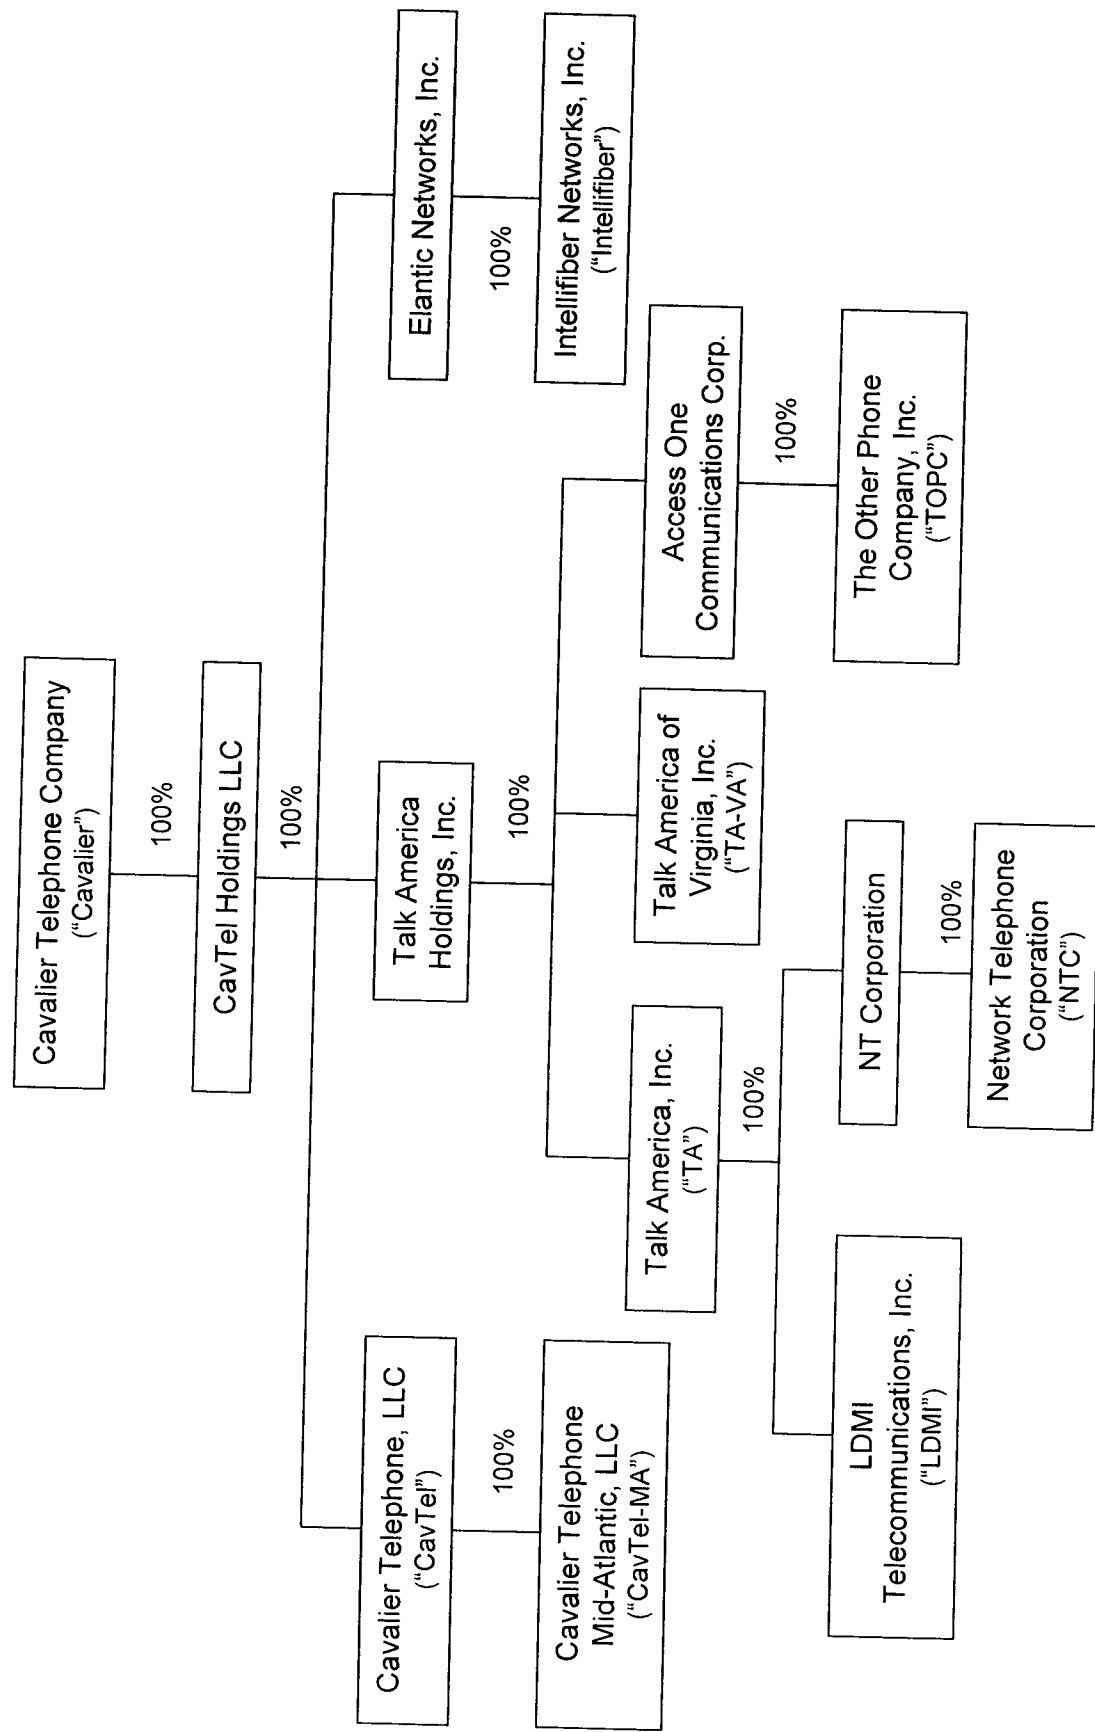 Cavalier Telephone Company
(“Cavalier”)
100%
CavTel Holdings LLC
100%
Cavalier Telephone, LLC
(“CavTel”)
100%
Cavalier Telephone
Mid-Atlantic, LLC
(“CavTel-MA”)
Talk America
Holdings, Inc.
100%
Elantic Networks, Inc.
100%
Intellifiber Networks, Inc.
(“Intellifiber”)
Talk America, Inc.
(“TA”)
100%
Talk America of
Virginia, Inc.
(“TA-VA”)
Access One
Communications Corp.
100%
The Other Phone
Company, Inc.
(“TOPC”)
LDMI
Telecommunications, Inc.
(“LDMI”)
NT Corporation
100%
Network Telephone
Corporation
(“NTC”)